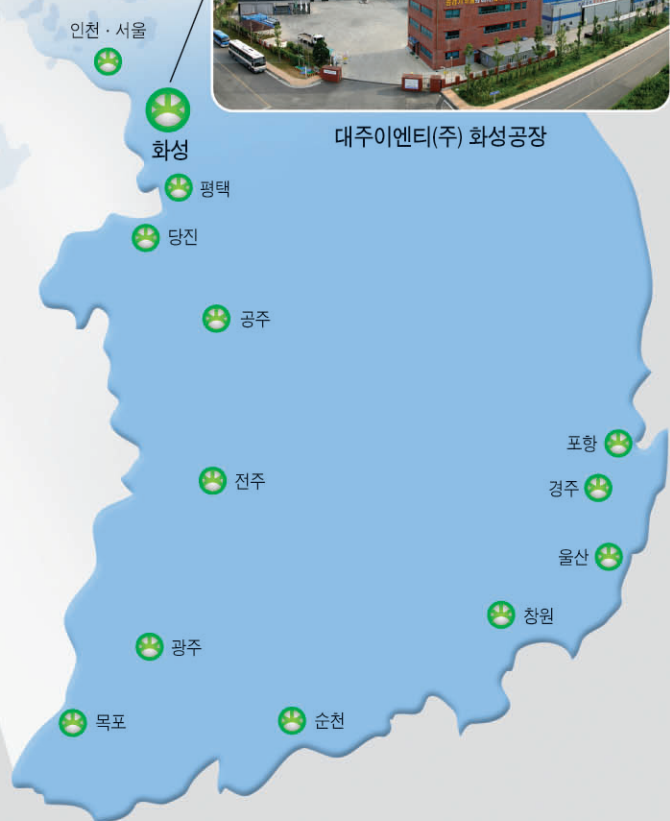 인천 · 서울
화성
대주이엔티(주) 화성공장
평택
당진
공주
포항
전주
경주
울산
창원
광주
목포
순천